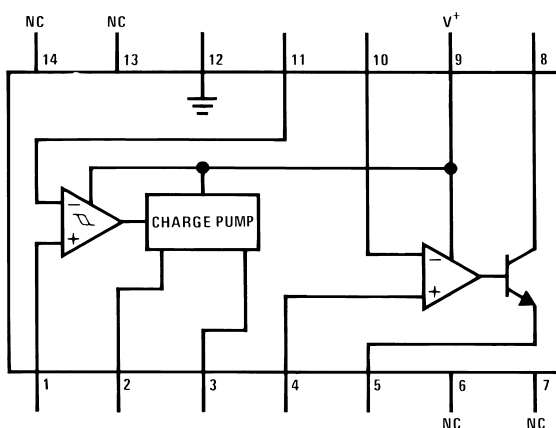 NC NC V+
14 13 12 11 10 9 8
−
+
CHARGE PUMP
−
+
1 2 3 4 5 6 7
NC NC